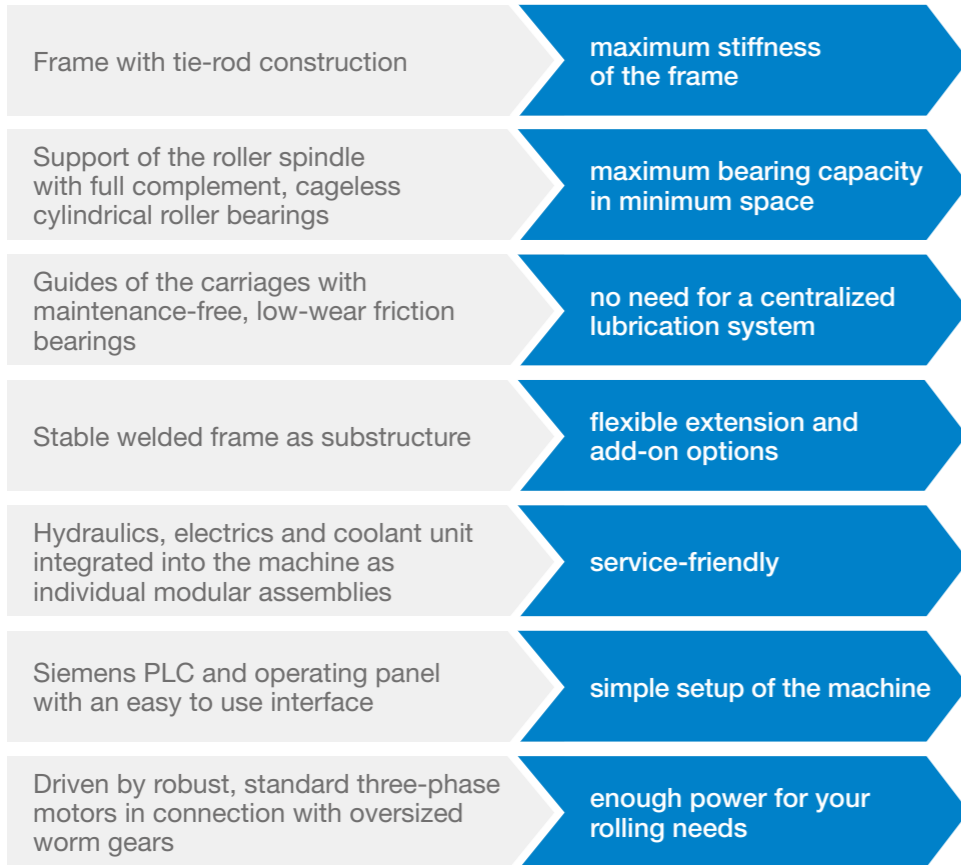 Frame with tie-rod construction
maximum stiffness
of the frame
Support of the roller spindle
with full complement, cageless
cylindrical roller bearings
maximum bearing capacity
in minimum space
Guides of the carriages with
maintenance-free, low-wear friction
bearings
no need for a centralized
lubrication system
Stable welded frame as substructure
flexible extension and
add-on options
Hydraulics, electrics and coolant unit
integrated into the machine as
individual modular assemblies
service-friendly
Siemens PLC and operating panel
with an easy to use interface
simple setup of the machine
Driven by robust, standard three-phase
motors in connection with oversized
worm gears
enough power for your
rolling needs